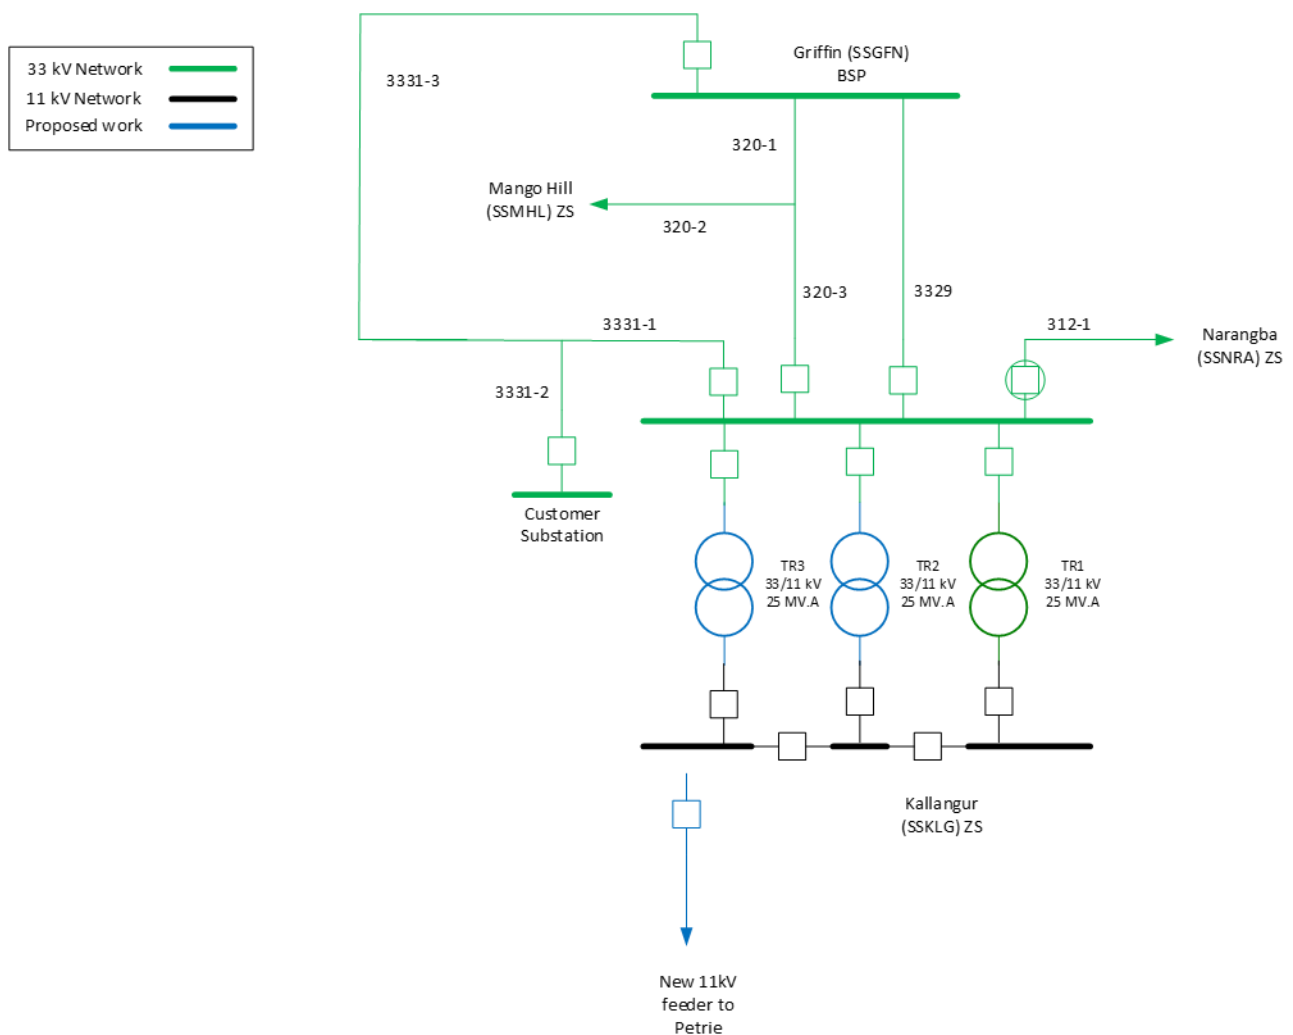 33 kV Network
11 kV Network
Proposed work
3331-3
Griffin (SSGFN)
BSP
320-1
Mango Hill
(SSMHL) ZS
320-2
320-3
3329
3331-1
312-1
Narangba
(SSNRA) ZS
3331-2
Customer
Substation
TR3
33/11 kV
25 MV.A
TR2
33/11 kV
25 MV.A
TR1
33/11 kV
25 MV.A
Kallangur
(SSKLG) ZS
New 11kV
feeder to
Petrie